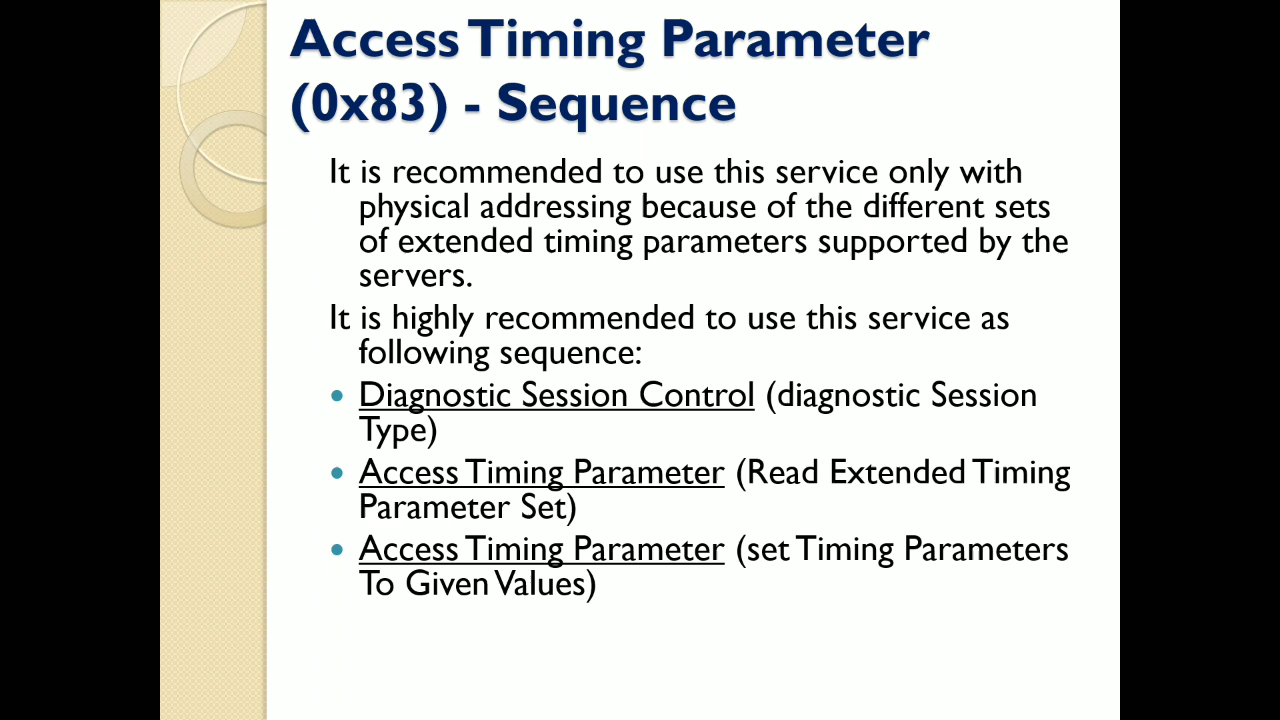 Access Timing Parameter
(0x83) - Sequence
It is recommended to use this service only with
physical addressing because of the different sets
of extended timing parameters supported by the
servers.
It is highly recommended to use this service as
following sequence:
• Diagnostic Session Control (diagnostic Session
Type)
• Access Timing Parameter (Read Extended Timing
Parameter Set)
• Access Timing Parameter (set Timing Parameters
To Given Values)